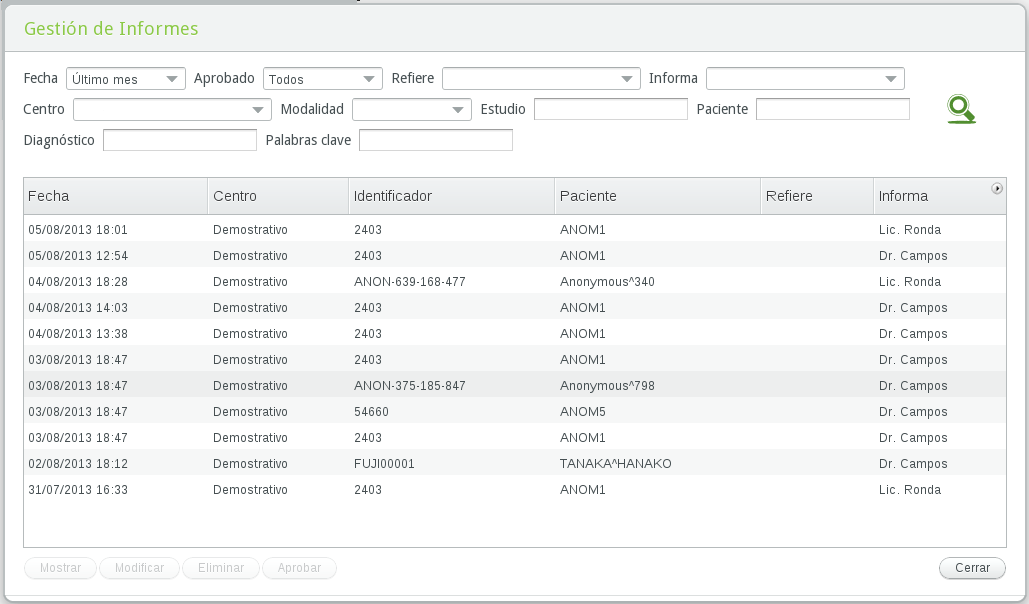 Gestión de Informes
Fecha Último mes Aprobado Todos Refiere Informa
Centro Modalidad Estudio Paciente
Diagnóstico Palabras clave
Fecha Centro Identificador Paciente Refiere Informa
05/08/2013 18:01 Demostrativo 2403 ANOM1 Lic. Ronda
05/08/2013 12:54 Demostrativo 2403 ANOM1 Dr. Campos
04/08/2013 18:28 Demostrativo ANON-639-168-477 Anonymous^340 Lic. Ronda
04/08/2013 14:03 Demostrativo 2403 ANOM1 Dr. Campos
04/08/2013 13:38 Demostrativo 2403 ANOM1 Dr. Campos
03/08/2013 18:47 Demostrativo 2403 ANOM1 Dr. Campos
03/08/2013 18:47 Demostrativo ANON-375-185-847 Anonymous^798 Dr. Campos
03/08/2013 18:47 Demostrativo 54660 ANOM5 Dr. Campos
03/08/2013 18:47 Demostrativo 2403 ANOM1 Dr. Campos
02/08/2013 18:12 Demostrativo FUJI00001 TANAKA^HANAKO Dr. Campos
31/07/2013 16:33 Demostrativo 2403 ANOM1 Lic. Ronda
Mostrar Modificar Eliminar Aprobar Cerrar